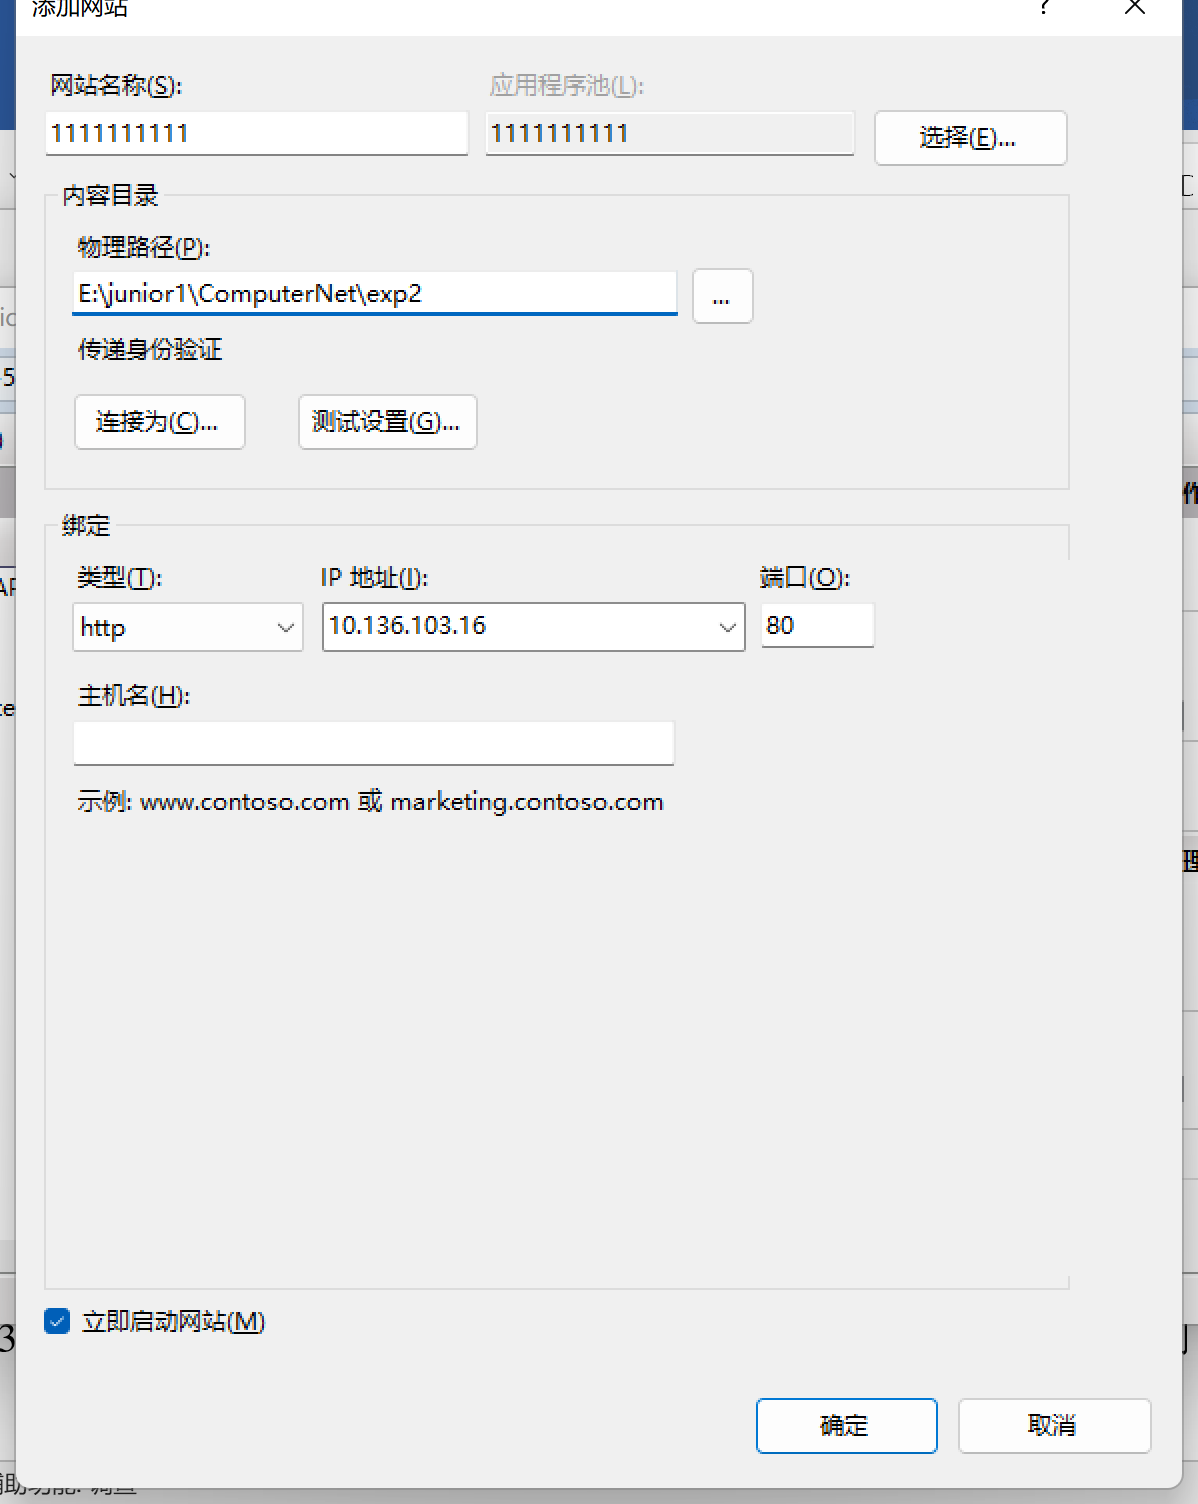 添加网站
?
网站名称(S):
应用程序池(L):
1111111111
1111111111
选择(E)...
内容目录
物理路径(P):
E:\junior1\ComputerNet\exp2
...
传递身份验证
连接为(C)...
测试设置(G)...
绑定
类型(T):
IP 地址(I):
端口(O):
http
10.136.103.16
80
主机名(H):
示例: www.contoso.com 或 marketing.contoso.com
立即启动网站(M)
确定
取消